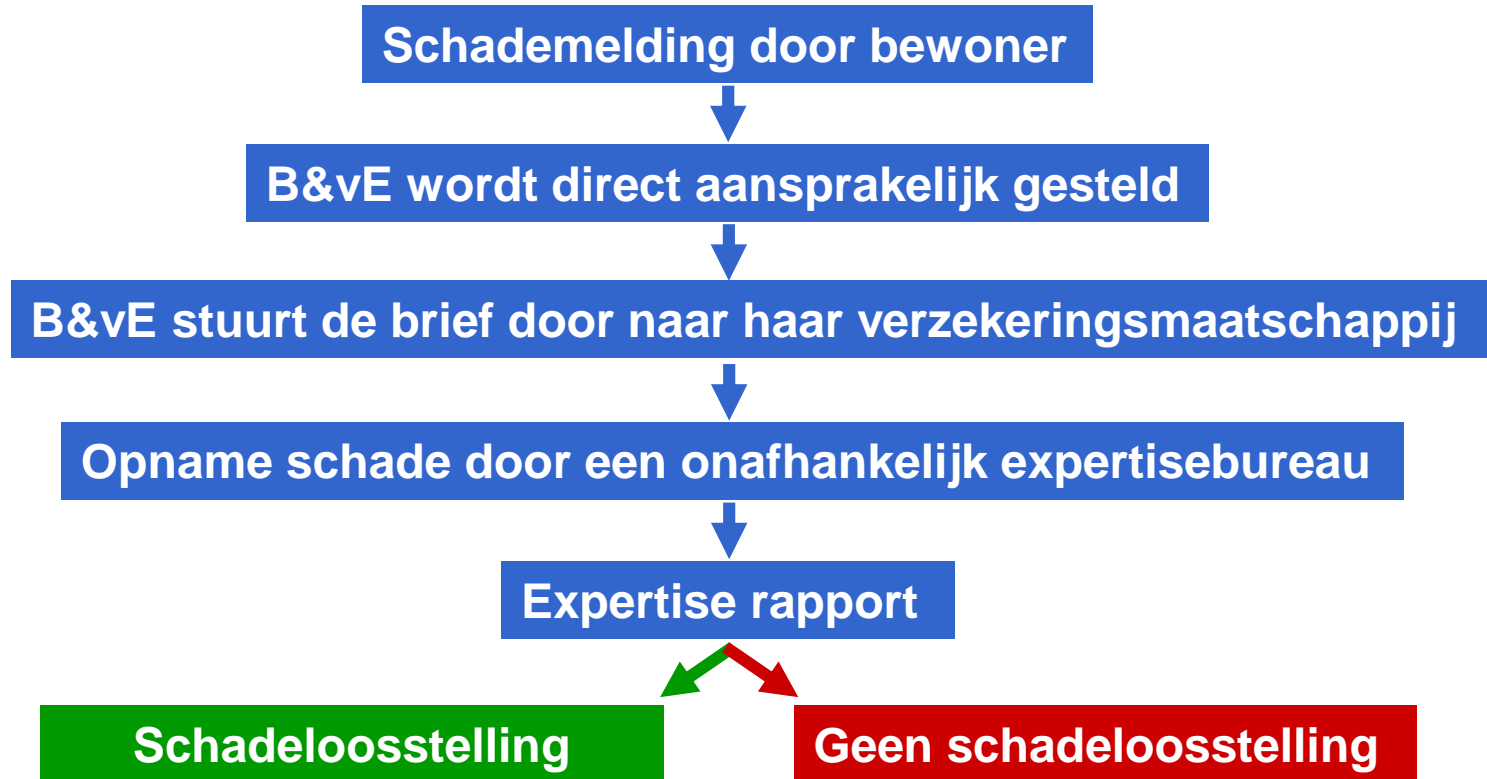 Schademelding door bewoner
B&vE wordt direct aansprakelijk gesteld
B&vE stuurt de brief door naar haar verzekeringsmaatschappij
Opname schade door een onafhankelijk expertisebureau
Expertise rapport
Schadeloosstelling
Geen schadeloosstelling